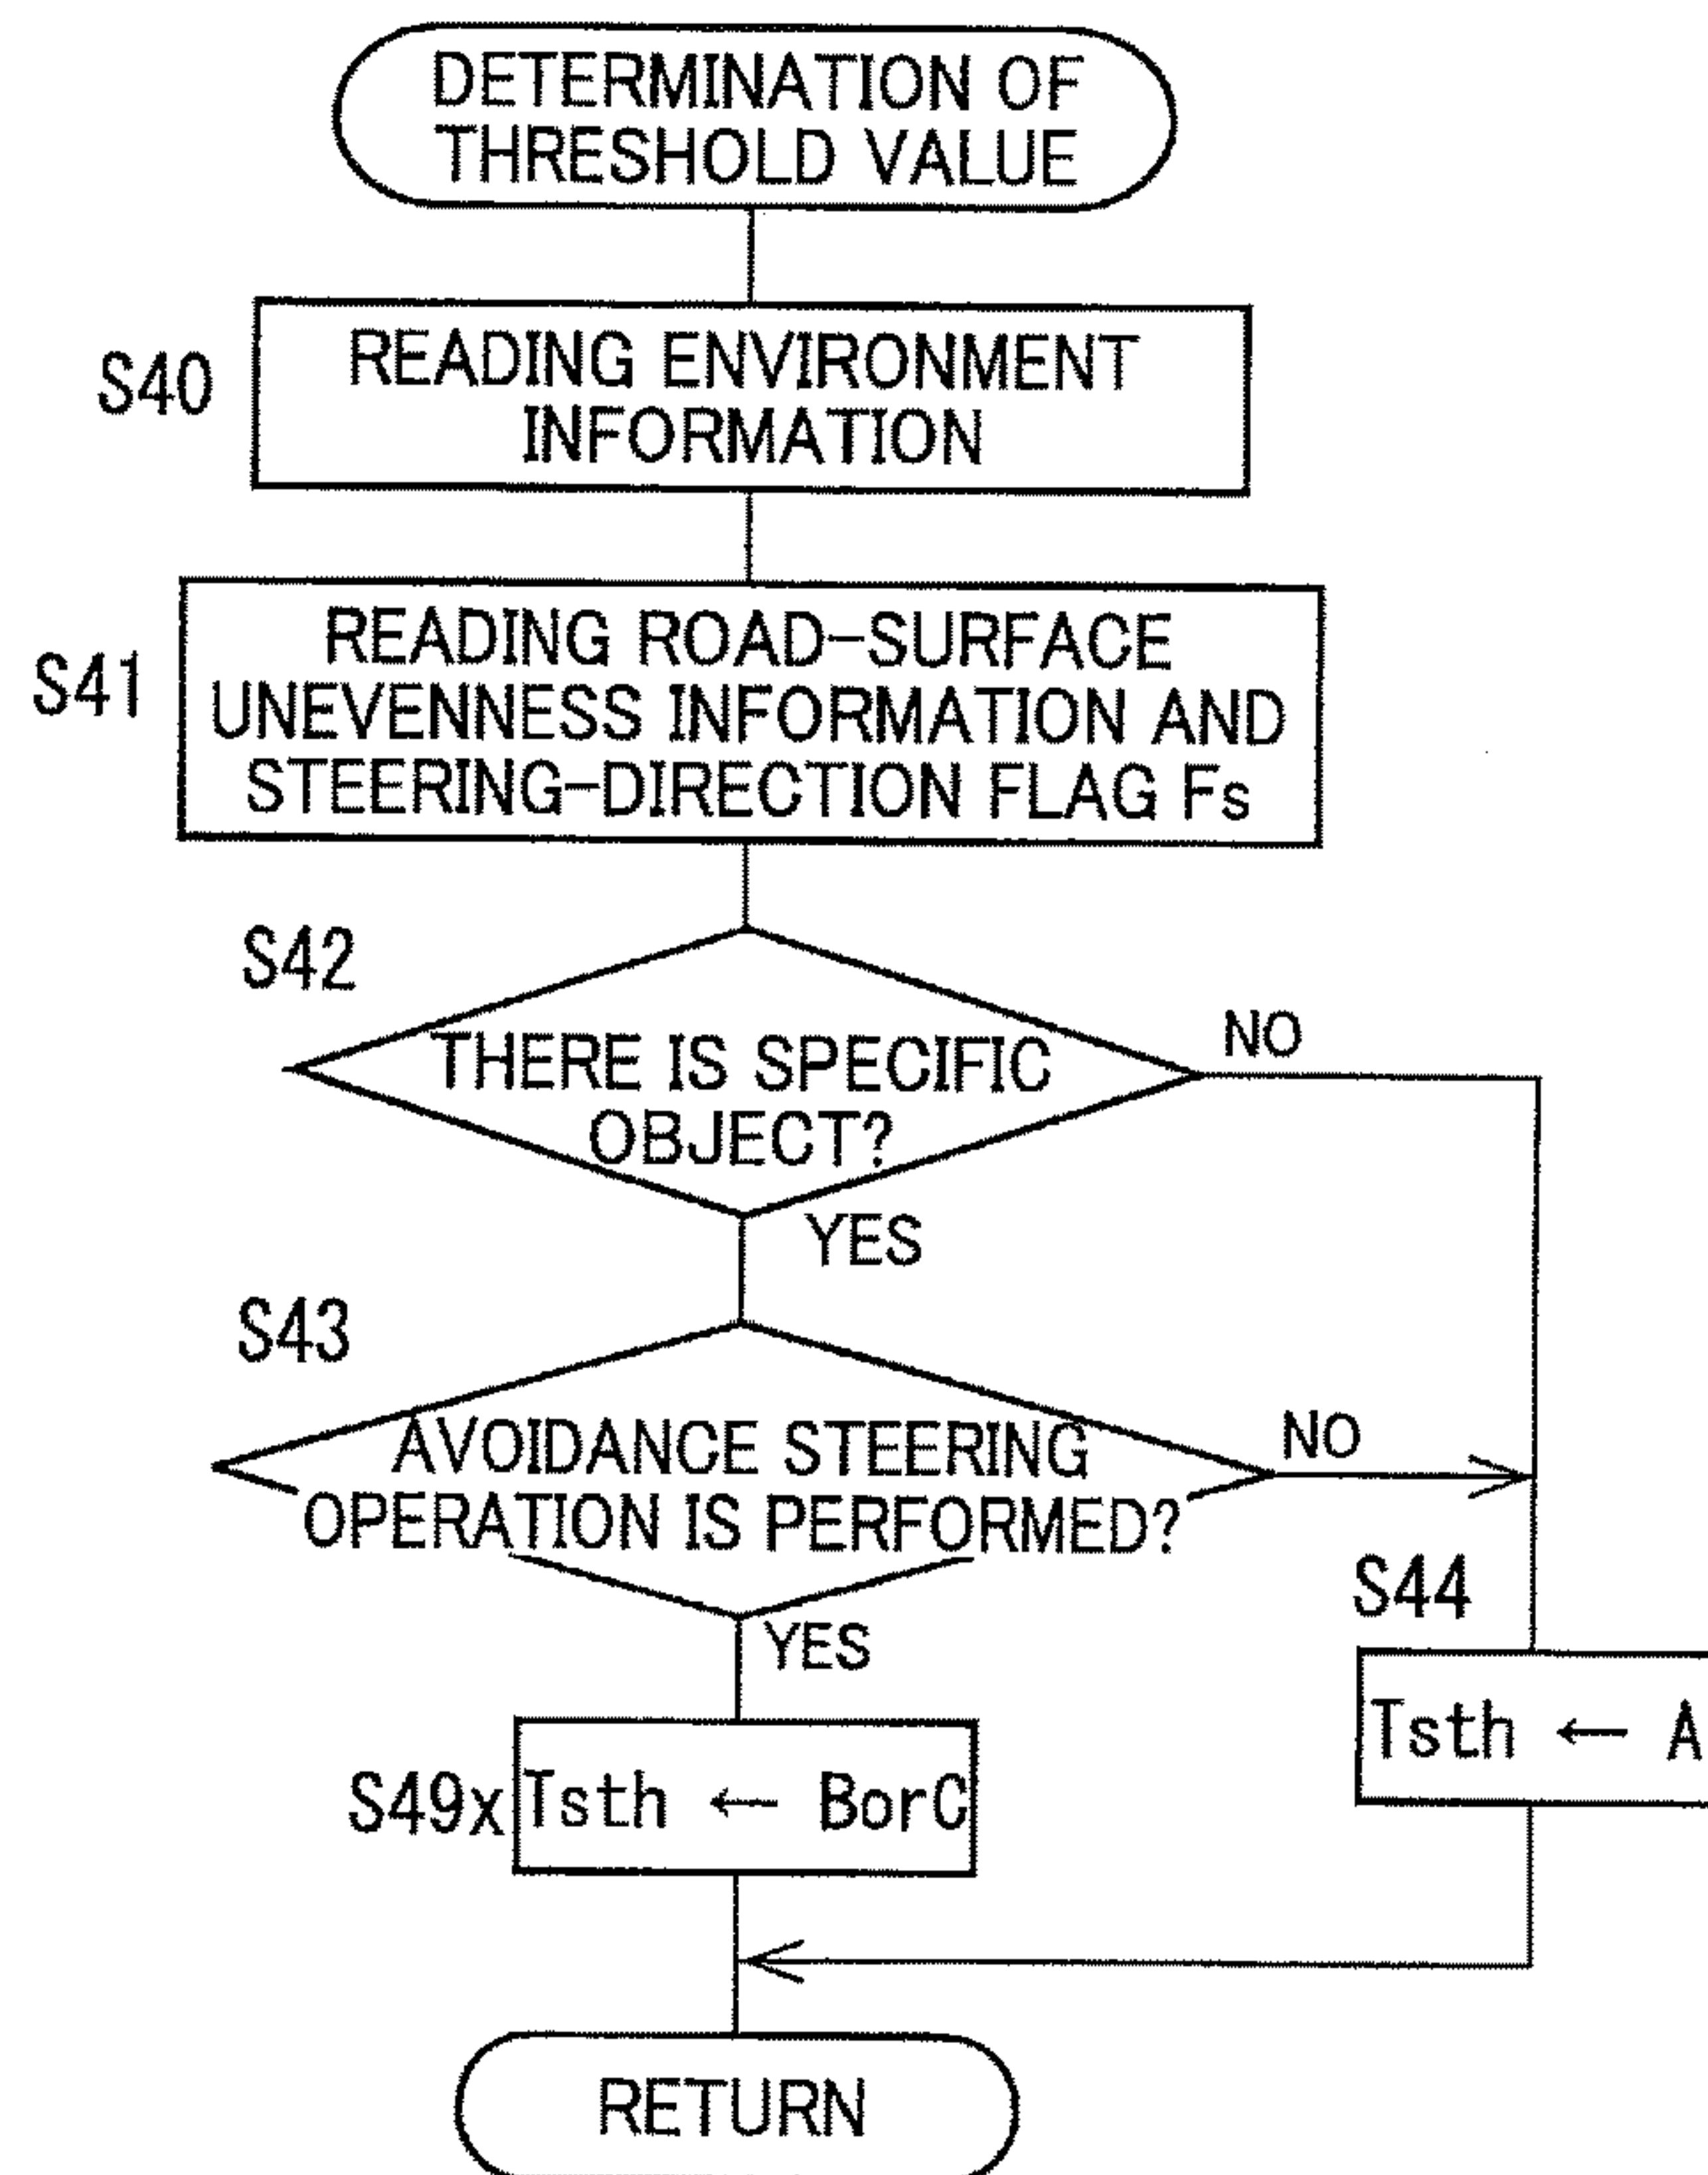 DETERMINATION OF
THRESHOLD VALUE
S40
READING ENVIRONMENT
INFORMATION
S41
READING ROAD-SURFACE
UNEVENNESS INFORMATION AND
STEERING-DIRECTION FLAG Fs
S42
THERE IS SPECIFIC
OBJECT?
NO
YES
S43
AVOIDANCE STEERING
OPERATION IS PERFORMED?
NO
YES
S44
Tsth ← A
S49x
Tsth ← BorC
RETURN